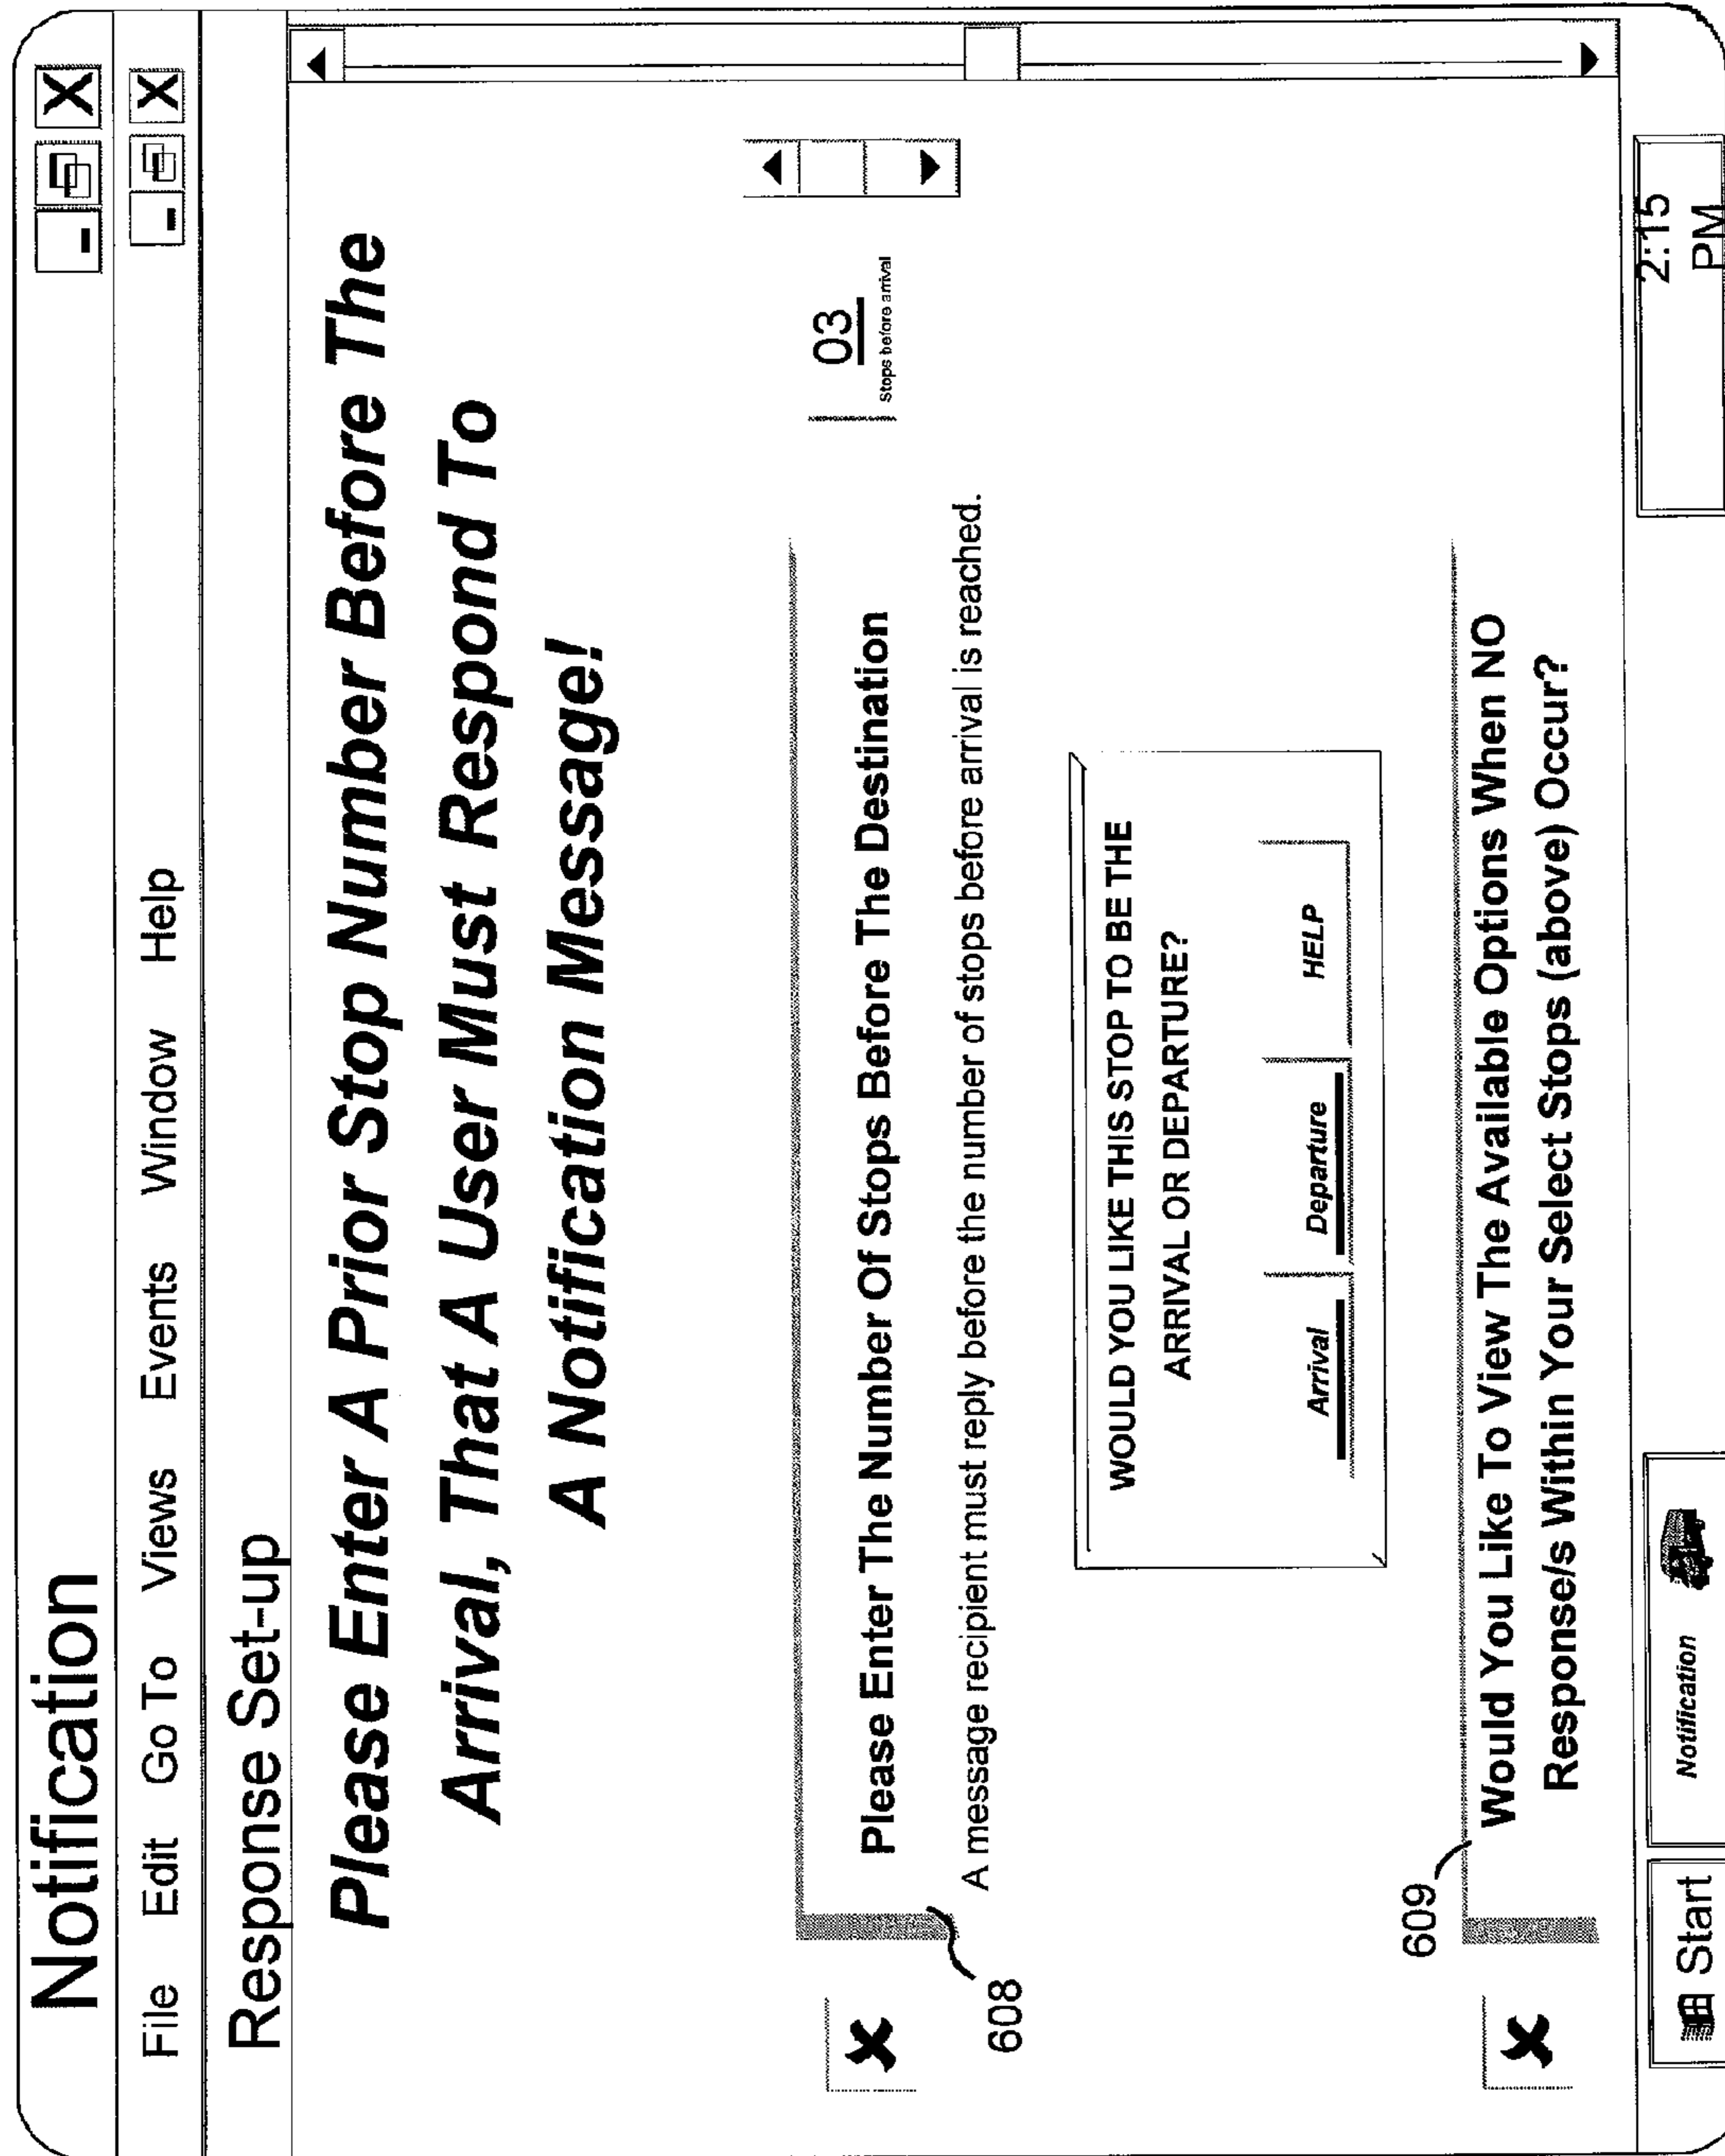 Notification
File Edit Go To Views Events Window Help
Response Set-up
Please Enter A Prior Stop Number Before The
Arrival, That A User Must Respond To
A Notification Message!
03
Stops before arrival
Please Enter The Number Of Stops Before The Destination
A message recipient must reply before the number of stops before arrival is reached.
608
WOULD YOU LIKE THIS STOP TO BE THE
ARRIVAL OR DEPARTURE?
Arrival Departure HELP
609
Would You Like To View The Available Options When NO
Response/s Within Your Select Stops (above) Occur?
Start Notification 2:15
PM